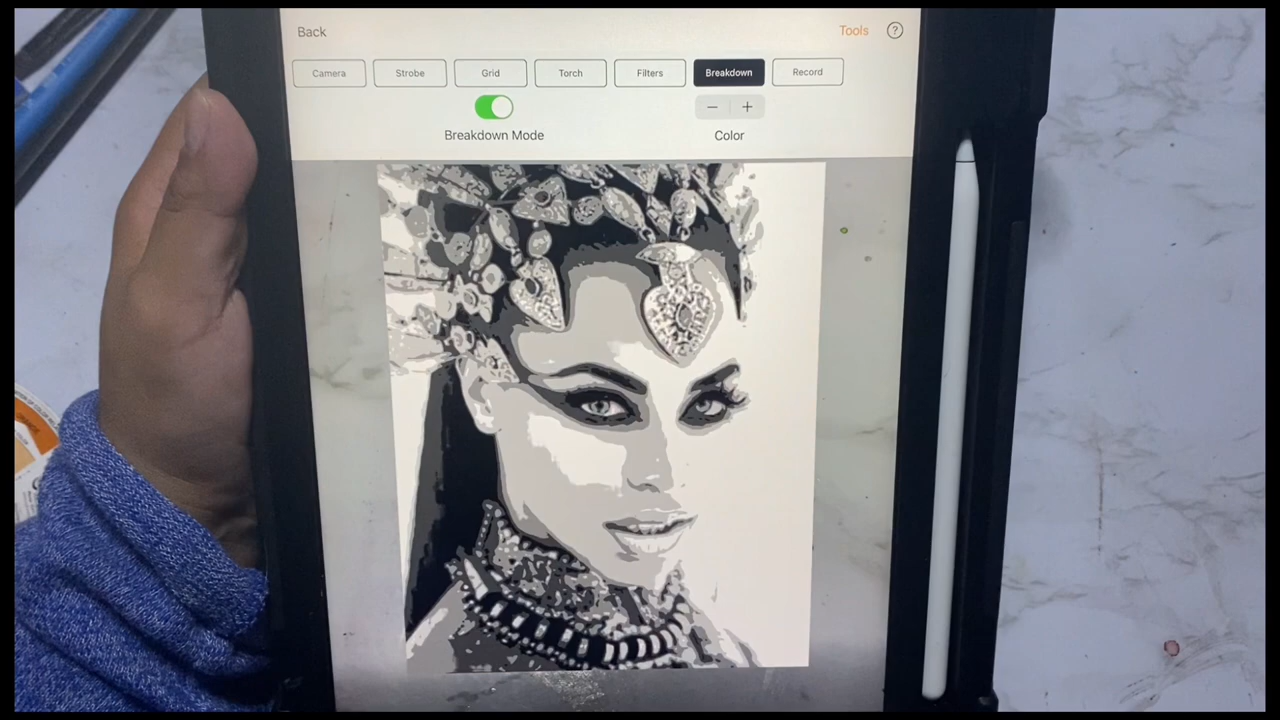 Back
Tools ?
Camera Strobe Grid Torch Filters Breakdown Record
− +
Breakdown Mode Color